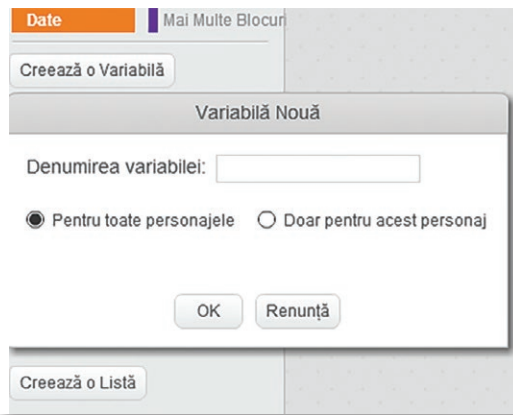 Date Mai Multe Blocuri
Creează o Variabilă
Variabilă Nouă
Denumirea variabilei:
Pentru toate personajele Doar pentru acest personaj
OK Renunță
Creează o Listă